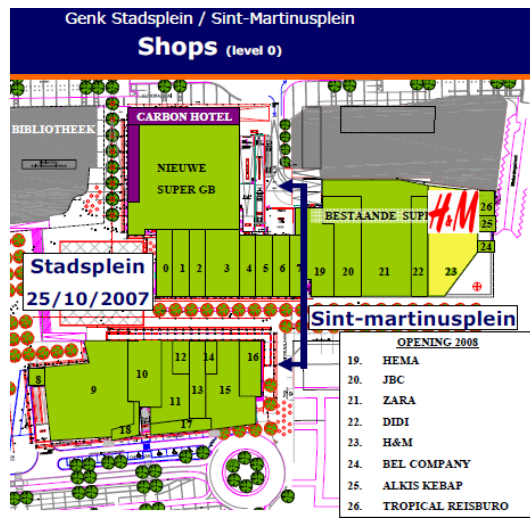 Genk Stadsplein / Sint-Martinusplein
Shops (level 0)
CARBON HOTEL
BIBLIOTHEEK
NIEUWE
SUPER GB
BESTAANDE SUP
H&M
26
25
24
0 1 2 3 4 5 6 7 19 20 21 22 23
Stadsplein
25/10/2007
Sint-martinusplein
8 9 10 11 12 13 14 15 16 17 18
OPENING 2008
19. HEMA
20. JBC
21. ZARA
22. DIDI
23. H&M
24. BEL COMPANY
25. ALKIS KEBAP
26. TROPICAL REISBURO